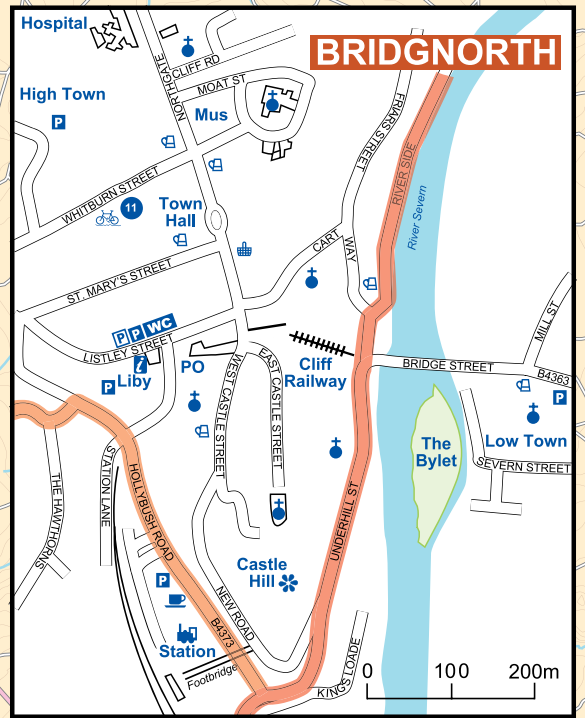 Hospital
BRIDGNORTH
CLIFF RD
NORTHGATE
MOAT ST
High Town
P
Mus
FRIARS STREET
RIVER SIDE
River Severn
WHITBURN STREET
11
Town
Hall
CART
WAY
ST. MARY'S STREET
P P WC
LISTLEY STREET
i
P
Liby
PO
WEST CASTLE STREET
EAST CASTLE STREET
Cliff
Railway
BRIDGE STREET
MILL ST
B4363
P
Low Town
The
Bylet
SEVERN STREET
THE HAWTHORNS
STATION LANE
HOLLYBUSH ROAD
UNDERHILL ST
Castle
Hill
P
NEW ROAD
B4373
Station
Footbridge
KINGS LOADE
0 100 200m